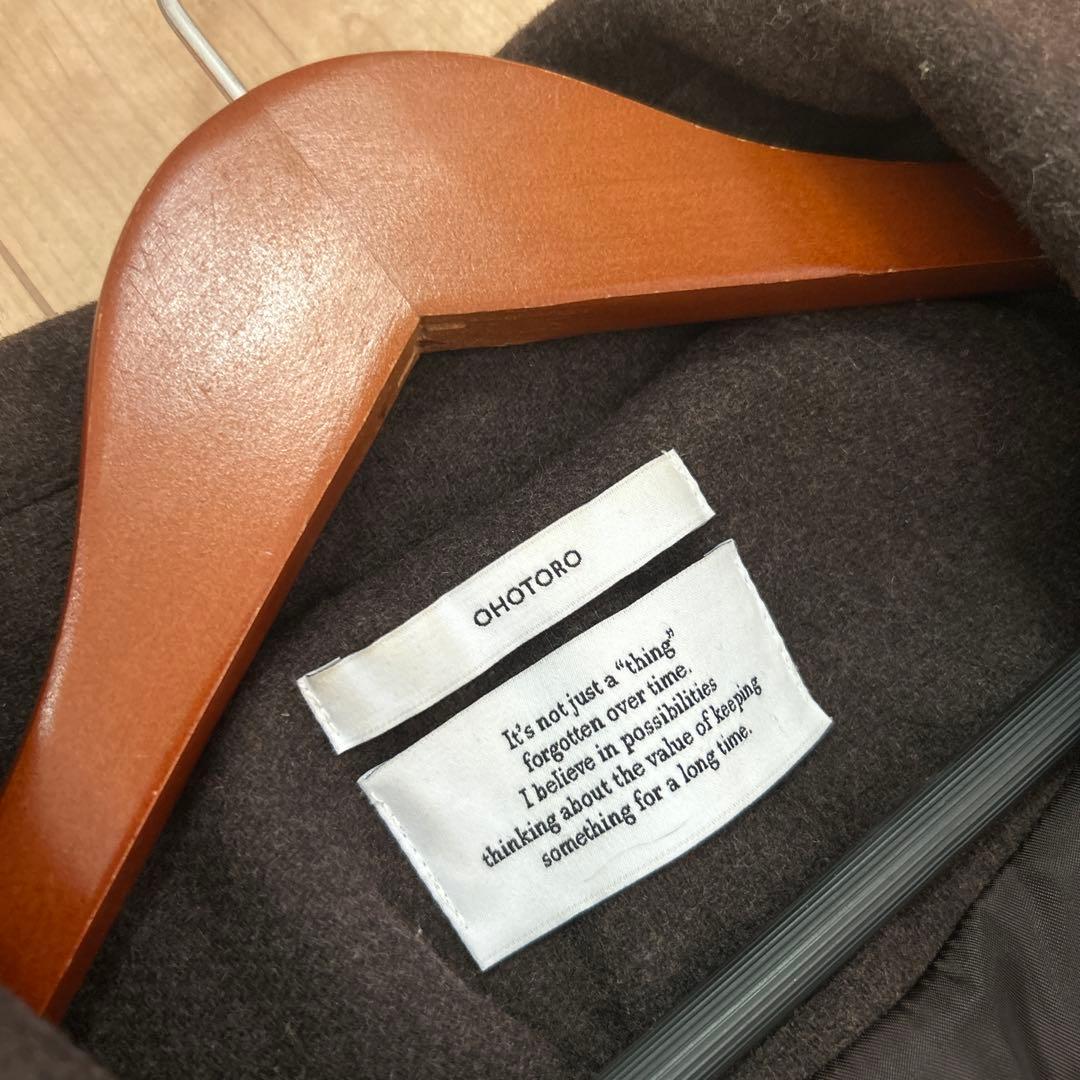 OHOTORO
It's not just a “thing”
forgotten over time.
I believe in possibilities
thinking about the value of keeping
something for a long time.